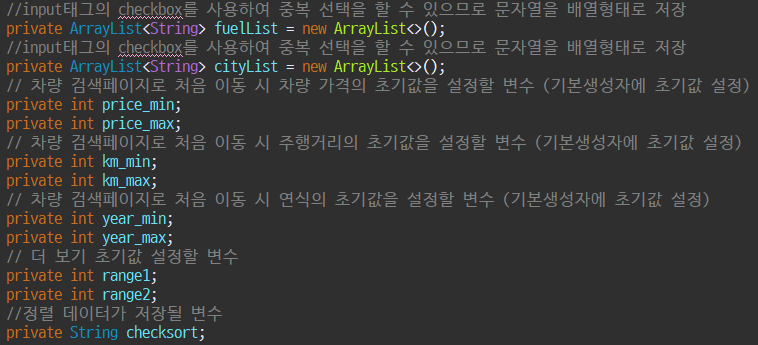 //input태그의 checkbox를 사용하여 중복 선택을 할 수 있으므로 문자열을 배열형태로 저장
private ArrayList<String> fuelList = new ArrayList<>();
//input태그의 checkbox를 사용하여 중복 선택을 할 수 있으므로 문자열을 배열형태로 저장
private ArrayList<String> cityList = new ArrayList<>();
// 차량 검색페이지로 처음 이동 시 차량 가격의 초기값을 설정할 변수 (기본생성자에 초기값 설정)
private int price_min;
private int price_max;
// 차량 검색페이지로 처음 이동 시 주행거리의 초기값을 설정할 변수 (기본생성자에 초기값 설정)
private int km_min;
private int km_max;
// 차량 검색페이지로 처음 이동 시 연식의 초기값을 설정할 변수 (기본생성자에 초기값 설정)
private int year_min;
private int year_max;
// 더 보기 초기값 설정할 변수
private int range1;
private int range2;
//정렬 데이터가 저장될 변수
private String checksort;